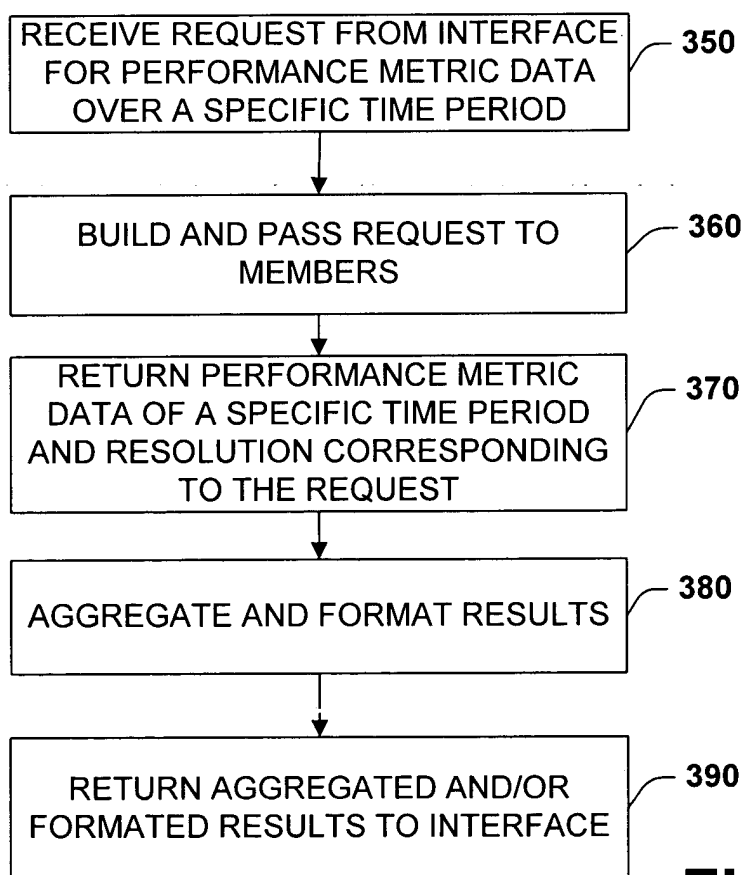 RECEIVE REQUEST FROM INTERFACE
FOR PERFORMANCE METRIC DATA
OVER A SPECIFIC TIME PERIOD
350
BUILD AND PASS REQUEST TO
MEMBERS
360
RETURN PERFORMANCE METRIC
DATA OF A SPECIFIC TIME PERIOD
AND RESOLUTION CORRESPONDING
TO THE REQUEST
370
AGGREGATE AND FORMAT RESULTS
380
RETURN AGGREGATED AND/OR
FORMATED RESULTS TO INTERFACE
390